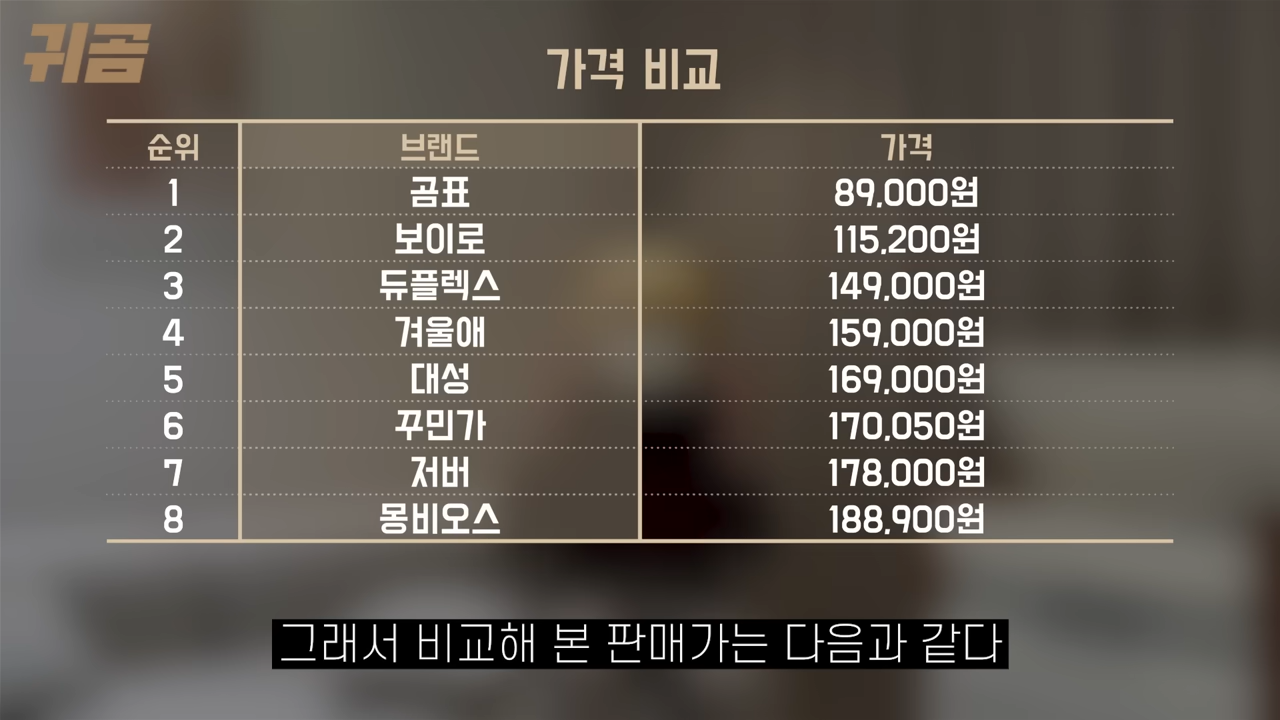 귀곰
가격 비교
순위 브랜드 가격
1 곰표 89,000원
2 보이로 115,200원
3 듀플렉스 149,000원
4 겨울애 159,000원
5 대성 169,000원
6 꾸민가 170,050원
7 저버 178,000원
8 몽비오스 188,900원
그래서 비교해 본 판매가는 다음과 같다